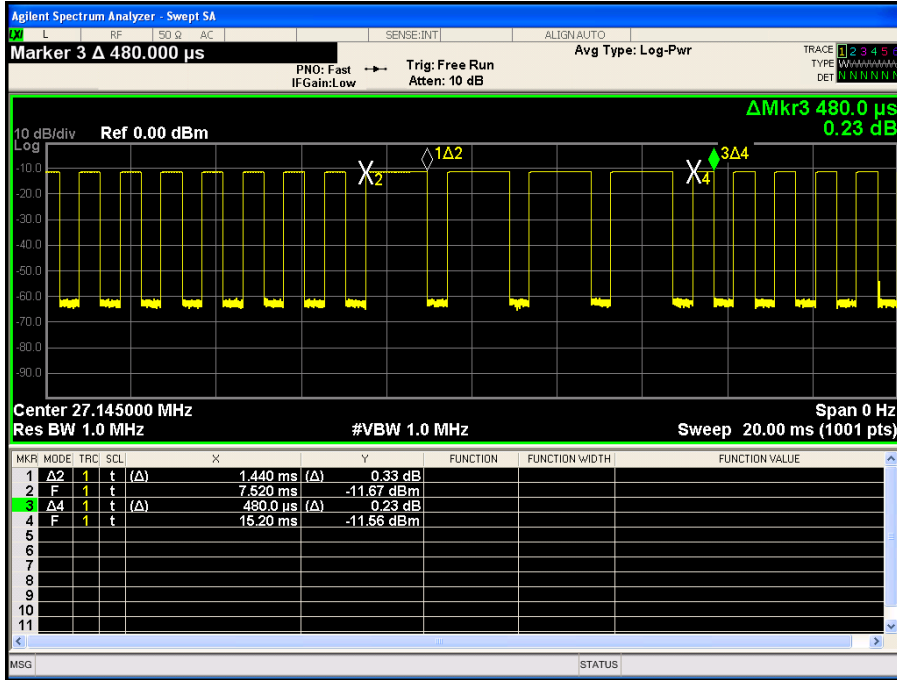 Agilent Spectrum Analyzer - Swept SA
LXI L RF 50 Ω AC SENSE:INT ALIGN AUTO
Marker 3 Δ 480.000 µs
PNO: Fast
IFGain:Low
Trig: Free Run
Atten: 10 dB
Avg Type: Log-Pwr
TRACE 1 2 3 4 5 6
TYPE
DET N N N N N
ΔMkr3 480.0 µs
0.23 dB
10 dB/div Ref 0.00 dBm
Log
1Δ2
3Δ4
2
4
-10.0
-20.0
-30.0
-40.0
-50.0
-60.0
-70.0
-80.0
-90.0
Center 27.145000 MHz Span 0 Hz
Res BW 1.0 MHz #VBW 1.0 MHz Sweep 20.00 ms (1001 pts)
MKR MODE TRC SCL X Y FUNCTION FUNCTION WIDTH FUNCTION VALUE
1 Δ2 1 t (Δ) 1.440 ms (Δ) 0.33 dB
2 F 1 t 7.520 ms -11.67 dBm
3 Δ4 1 t (Δ) 480.0 µs (Δ) 0.23 dB
4 F 1 t 15.20 ms -11.56 dBm
5
6
7
8
9
10
11
MSG STATUS